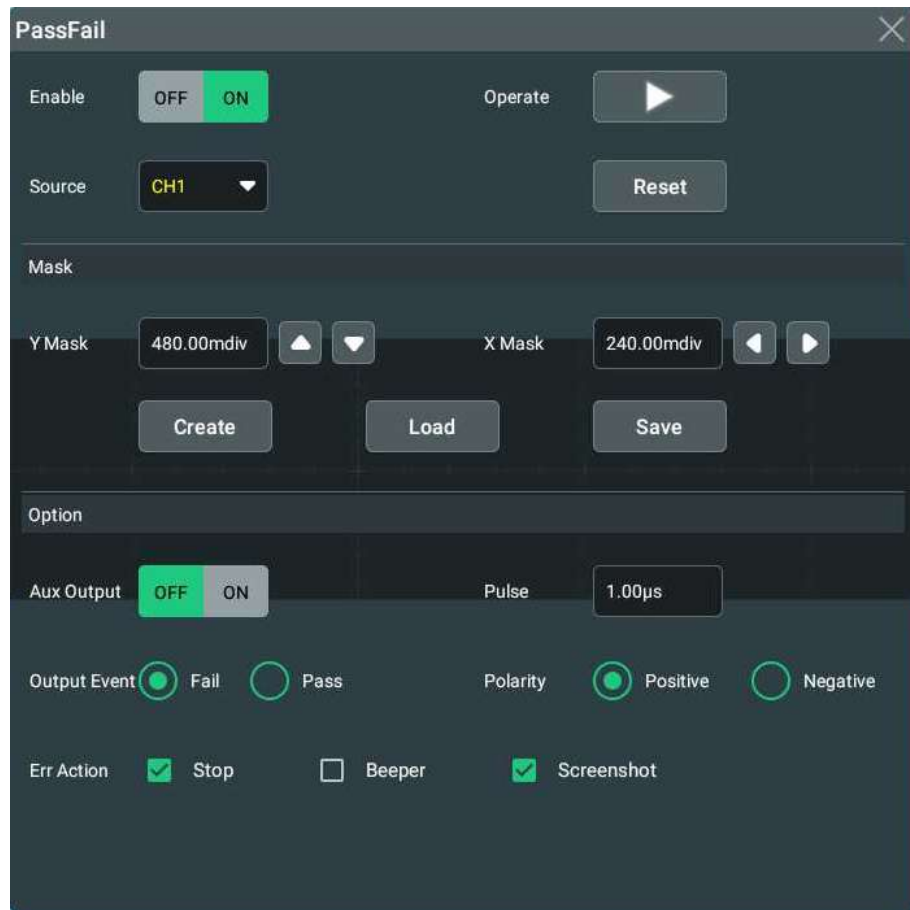 PassFail
Enable OFF ON Operate
Source CH1 Reset
Mask
Y Mask 480.00mdiv X Mask 240.00mdiv
Create Load Save
Option
Aux Output OFF ON Pulse 1.00µs
Output Event Fail Pass Polarity Positive Negative
Err Action Stop Beeper Screenshot